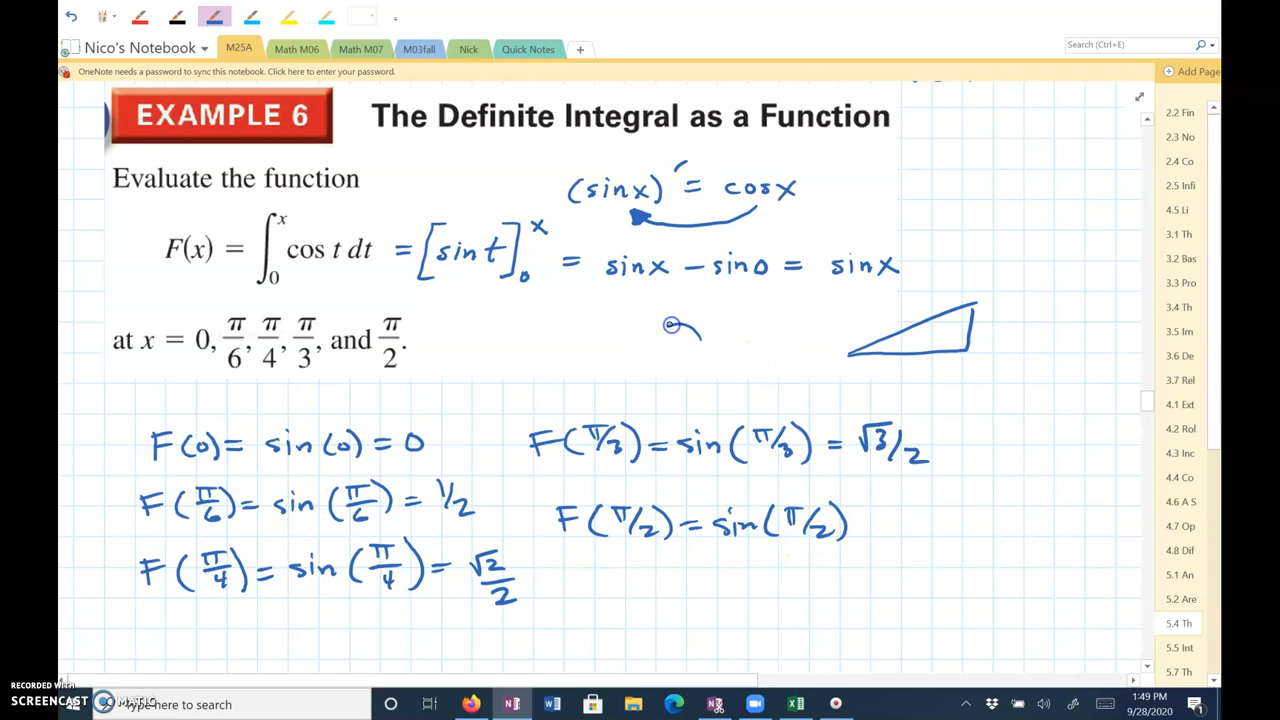 Nico's Notebook
M25A
Math M06
Math M07
M03fall
Nick
Quick Notes
Search (Ctrl+E)
OneNote needs a password to sync this notebook. Click here to enter your password.
Add Page
EXAMPLE 6 The Definite Integral as a Function
Evaluate the function
(sinx)′ = cosx
F(x) = ∫₀ˣ cos t dt = [sin t]₀ˣ = sinx − sin0 = sinx
at x = 0, π/6, π/4, π/3, and π/2.
F(0) = sin(0) = 0
F(π/6) = sin(π/6) = 1/2
F(π/4) = sin(π/4) = √2/2
F(π/3) = sin(π/3) = √3/2
F(π/2) = sin(π/2)
2.2 Fin
2.3 No
2.4 Co
2.5 Infi
4.5 Li
3.1 Th
3.2 Bas
3.3 Pro
3.4 Th
3.5 Im
3.6 De
3.7 Rel
4.1 Ext
4.2 Rol
4.3 Inc
4.4 Co
4.6 A S
4.7 Op
4.8 Dif
5.1 An
5.2 Are
5.4 Th
5.5 Int
5.7 Th
RECORDED WITH
SCREENCAST MATIC
Type here to search
1:49 PM
9/28/2020